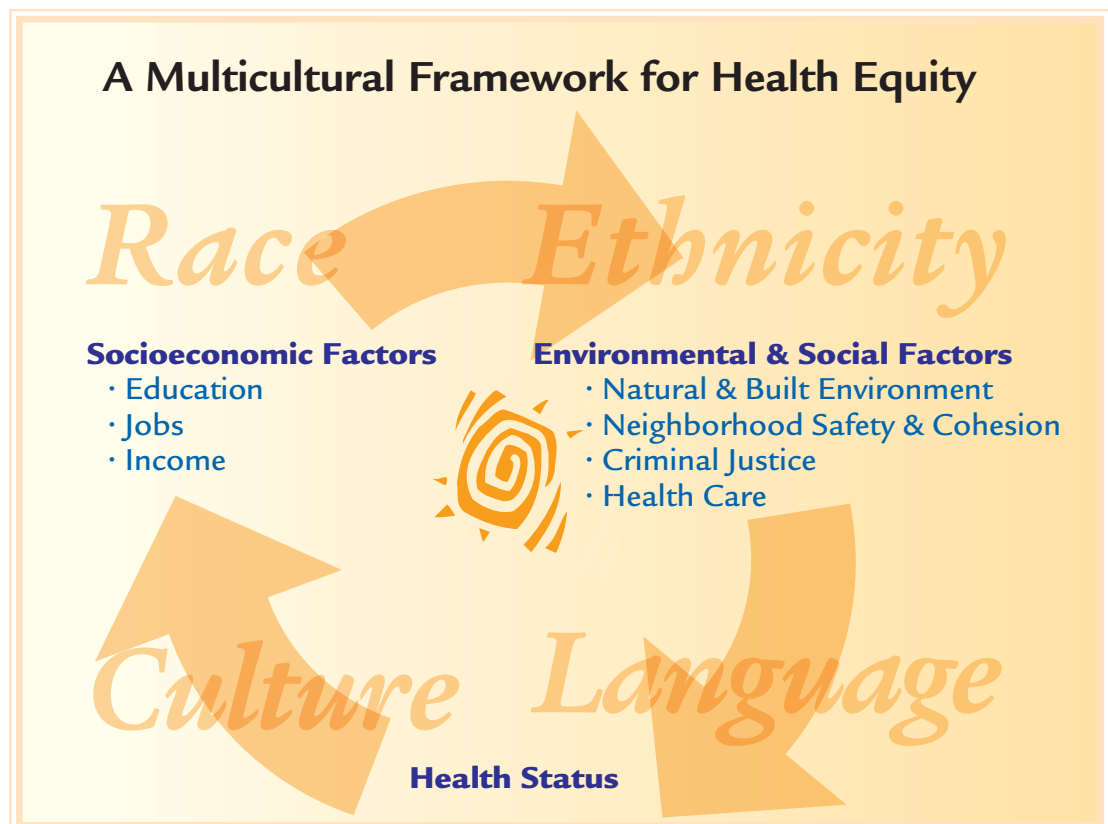 A Multicultural Framework for Health Equity
Race
Ethnicity
Socioeconomic Factors
· Education
· Jobs
· Income
Environmental & Social Factors
· Natural & Built Environment
· Neighborhood Safety & Cohesion
· Criminal Justice
· Health Care
Culture
Language
Health Status